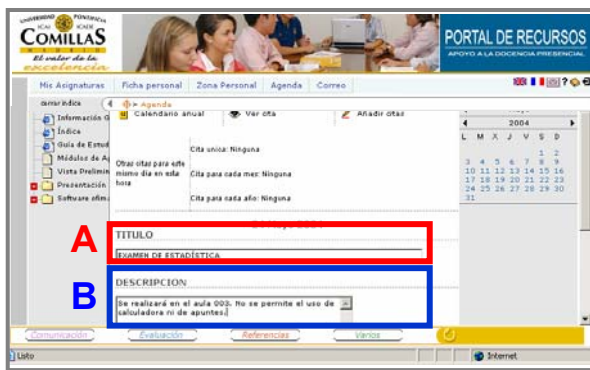 UNIVERSIDAD PONTIFICIA
ICAI ICADE
COMILLAS
M A D R I D
El valor de la
excelencia
PORTAL DE RECURSOS
APOYO A LA DOCENCIA PRESENCIAL
Mis Asignaturas Ficha personal Zona Personal Agenda Correo
cerrar índice
> Agenda
Información G
Índice
Guía de Estud
Módulos de Ap
Vista Prelimin
Presentación
Software ofim
Calendario anual Ver cita Añadir citas
Otras citas para este
mismo día en esta
hora
Cita unica: Ninguna
Cita para cada mes: Ninguna
Cita para cada año: Ninguna
2004
L M X J V S D
1 2
3 4 5 6 7 8 9
10 11 12 13 14 15 16
17 18 19 20 21 22 23
24 25 26 27 28 29 30
31
A
TITULO
EXAMEN DE ESTADÍSTICA
B
DESCRIPCION
Se realizará en el aula 003. No se permite el uso de
calculadora ni de apuntes.
Comunicación Evaluación Referencias Varios
Listo Internet